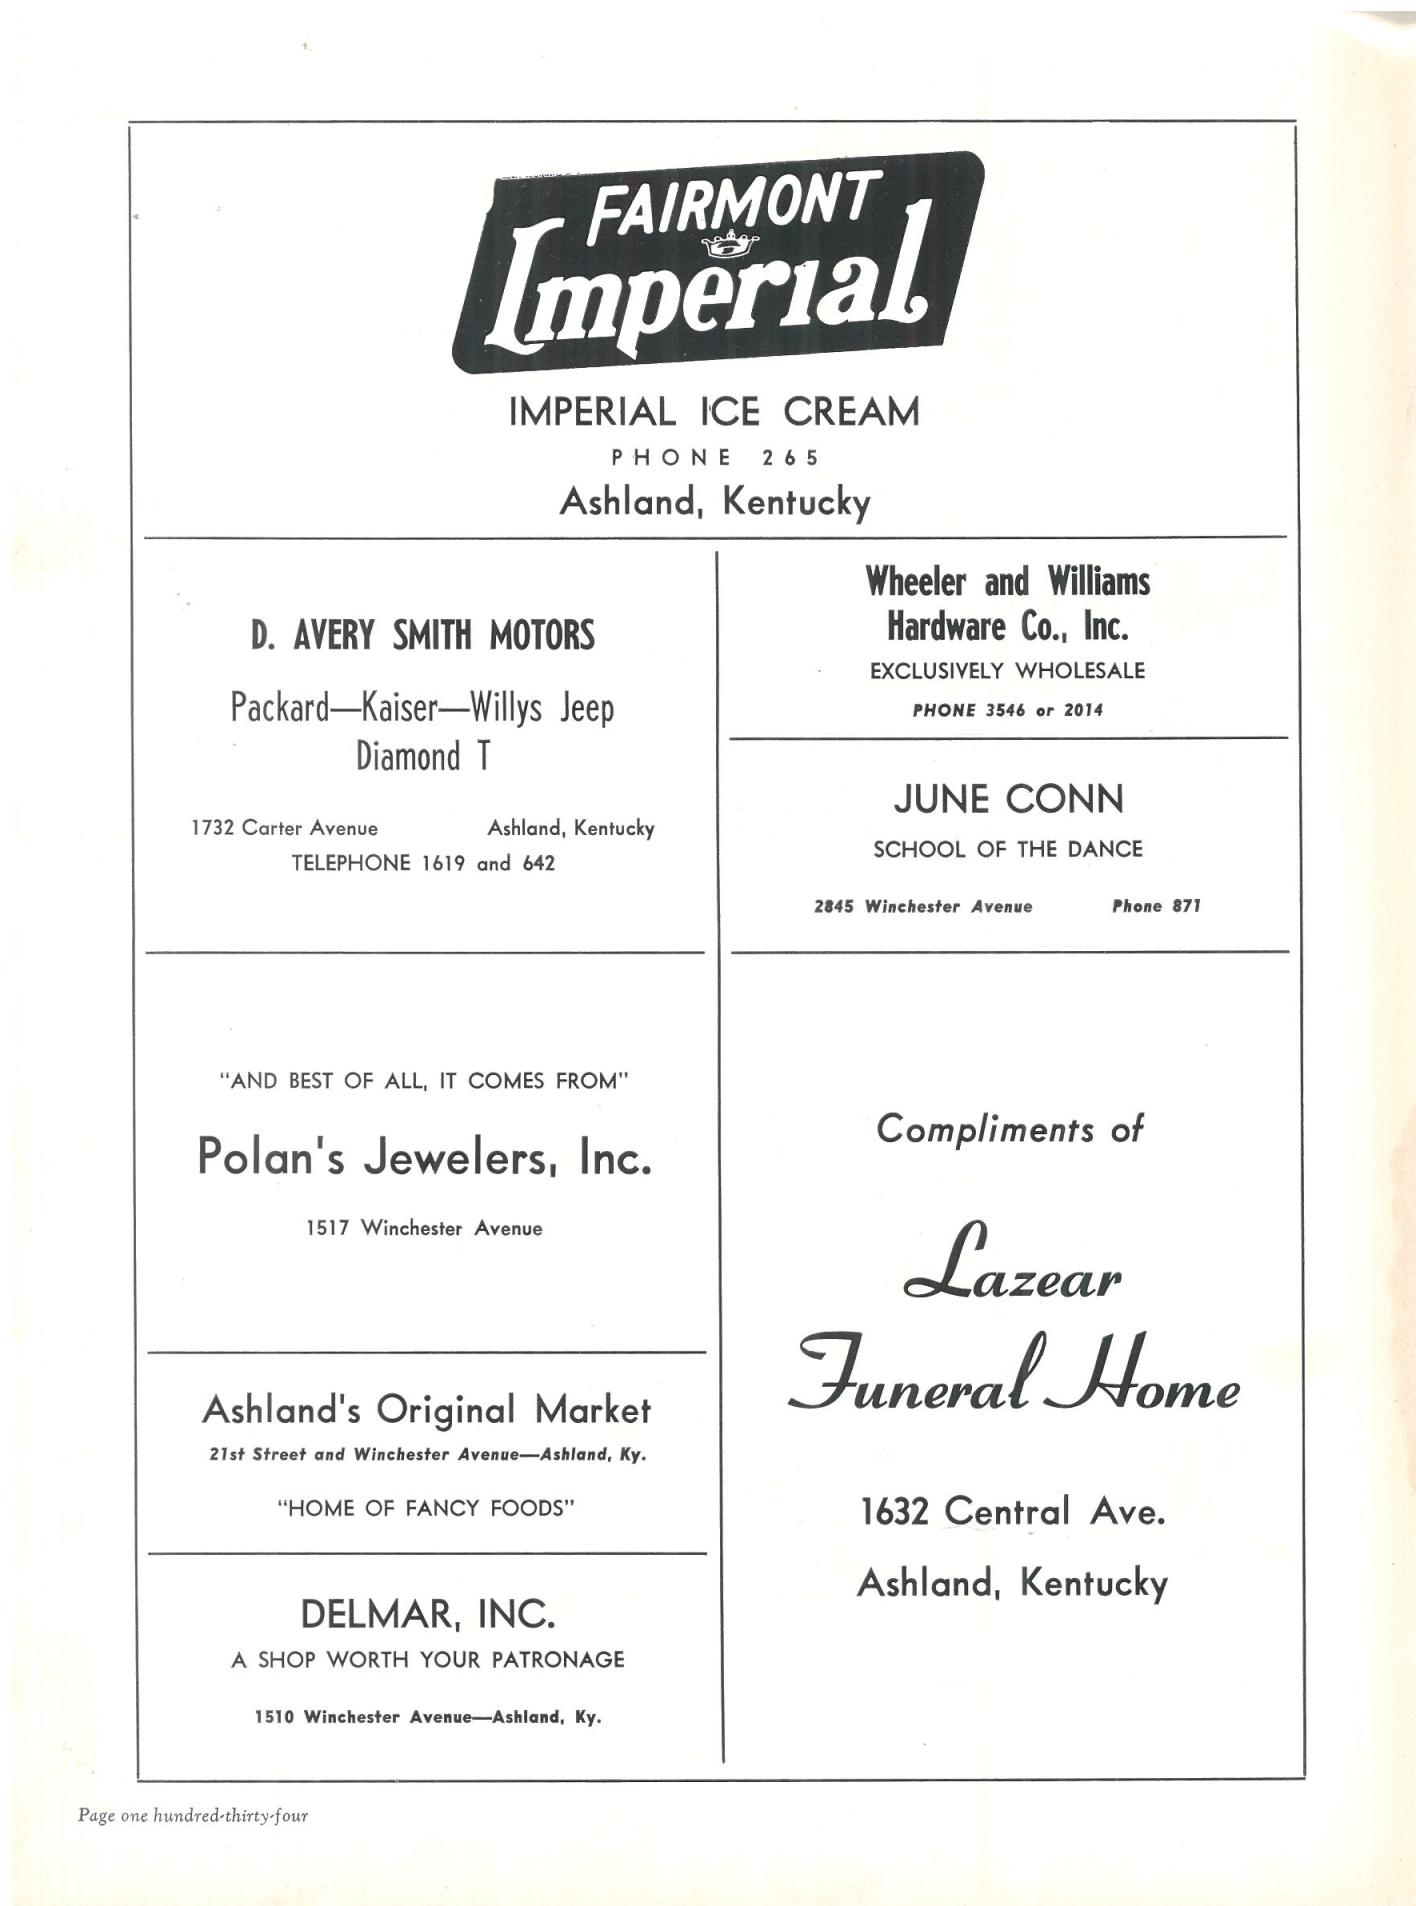 FAIRMONT
Imperial
IMPERIAL ICE CREAM
PHONE 265
Ashland, Kentucky
D. AVERY SMITH MOTORS
Packard—Kaiser—Willys Jeep
Diamond T
1732 Carter Avenue Ashland, Kentucky
TELEPHONE 1619 and 642
Wheeler and Williams
Hardware Co., Inc.
EXCLUSIVELY WHOLESALE
PHONE 3546 or 2014
JUNE CONN
SCHOOL OF THE DANCE
2845 Winchester Avenue Phone 871
"AND BEST OF ALL, IT COMES FROM"
Polan's Jewelers, Inc.
1517 Winchester Avenue
Ashland's Original Market
21st Street and Winchester Avenue—Ashland, Ky.
"HOME OF FANCY FOODS"
DELMAR, INC.
A SHOP WORTH YOUR PATRONAGE
1510 Winchester Avenue—Ashland, Ky.
Compliments of
Lazear
Funeral Home
1632 Central Ave.
Ashland, Kentucky
Page one hundred-thirty-four